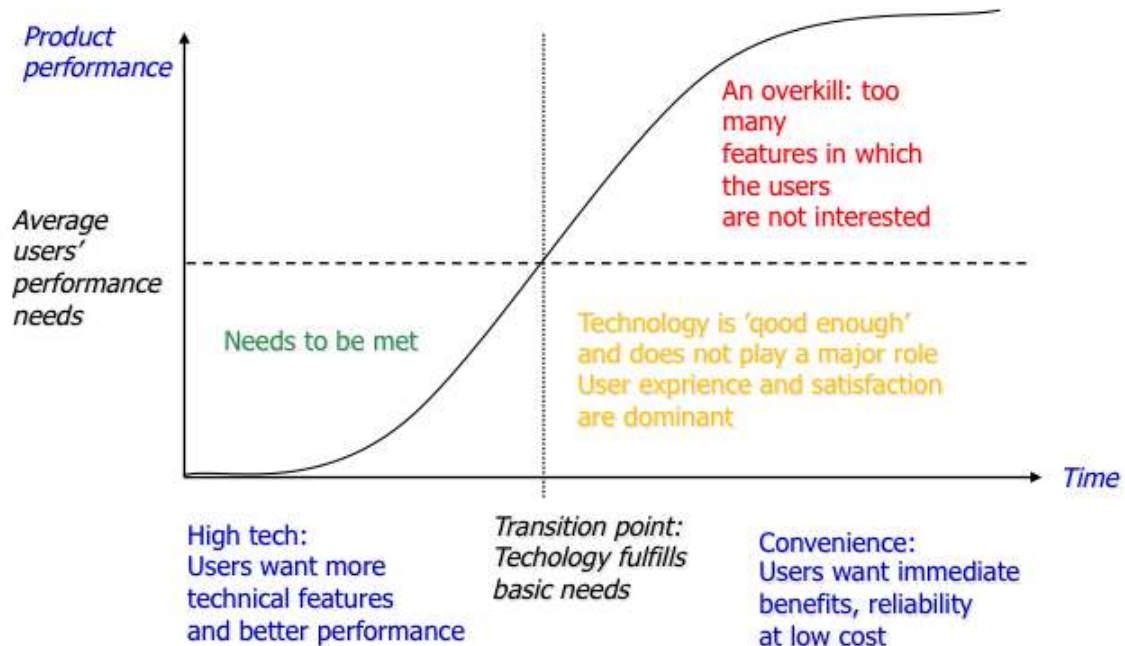 Product
performance
An overkill: too
many
features in which
the users
are not interested
Average
users'
performance
needs
Needs to be met
Technology is 'qood enough'
and does not play a major role
User exprience and satisfaction
are dominant
Time
High tech:
Users want more
technical features
and better performance
Transition point:
Techology fulfills
basic needs
Convenience:
Users want immediate
benefits, reliability
at low cost